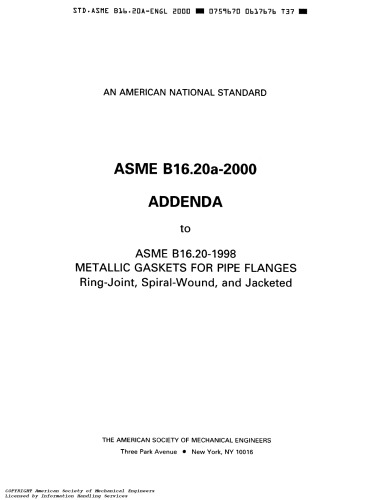 STD.ASME B16.20A-ENGL 2000 ■ 0759670 0617676 T37 ■
AN AMERICAN NATIONAL STANDARD
ASME B16.20a-2000
ADDENDA
to
ASME B16.20-1998
METALLIC GASKETS FOR PIPE FLANGES
Ring-Joint, Spiral-Wound, and Jacketed
THE AMERICAN SOCIETY OF MECHANICAL ENGINEERS
Three Park Avenue ● New York, NY 10016
COPYRIGHT American Society of Mechanical Engineers
Licensed by Information Handling Services